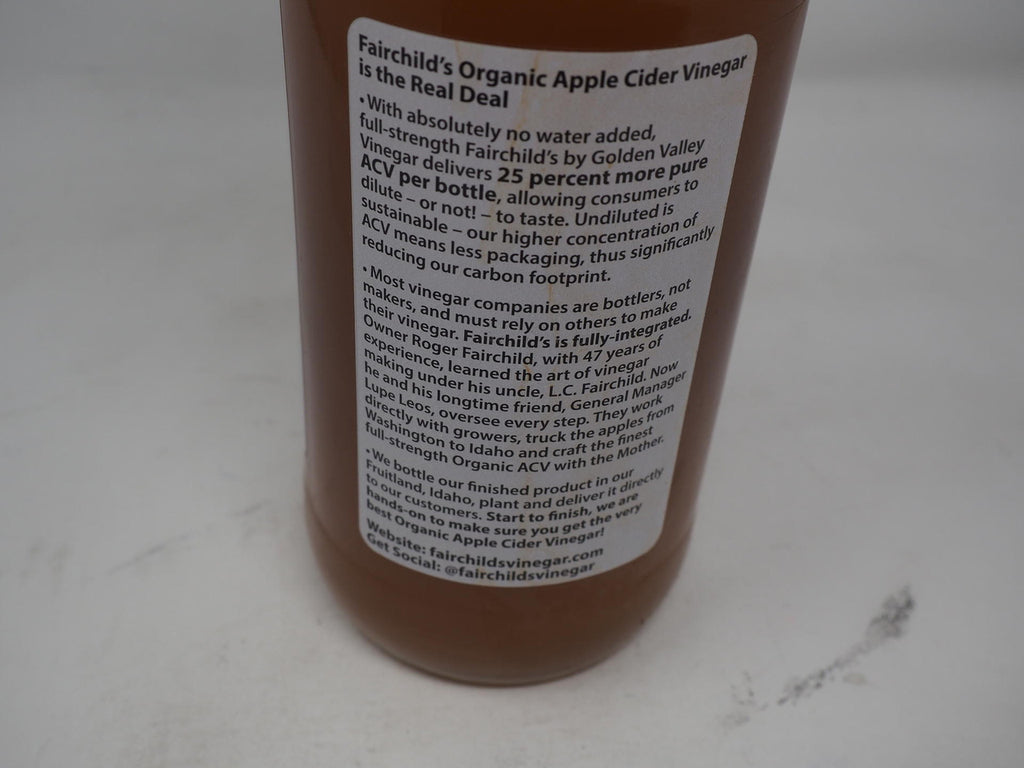 Fairchild's Organic Apple Cider Vinegar
is the Real Deal
• With absolutely no water added,
full-strength Fairchild's by Golden Valley
Vinegar delivers 25 percent more pure
ACV per bottle, allowing consumers to
dilute – or not! – to taste. Undiluted is
sustainable – our higher concentration of
ACV means less packaging, thus significantly
reducing our carbon footprint.
• Most vinegar companies are bottlers, not
makers, and must rely on others to make
their vinegar. Fairchild's is fully-integrated.
Owner Roger Fairchild, with 47 years of
experience, learned the art of vinegar
making under his uncle, L.C. Fairchild. Now
he and his longtime friend, General Manager
Lupe Leos, oversee every step. They work
directly with growers, truck the apples from
Washington to Idaho and craft the finest
full-strength Organic ACV with the Mother.
• We bottle our finished product in our
Fruitland, Idaho, plant and deliver it directly
to our customers. Start to finish, we are
hands-on to make sure you get the very
best Organic Apple Cider Vinegar!
Website: fairchildsvinegar.com
Get Social: @fairchildsvinegar